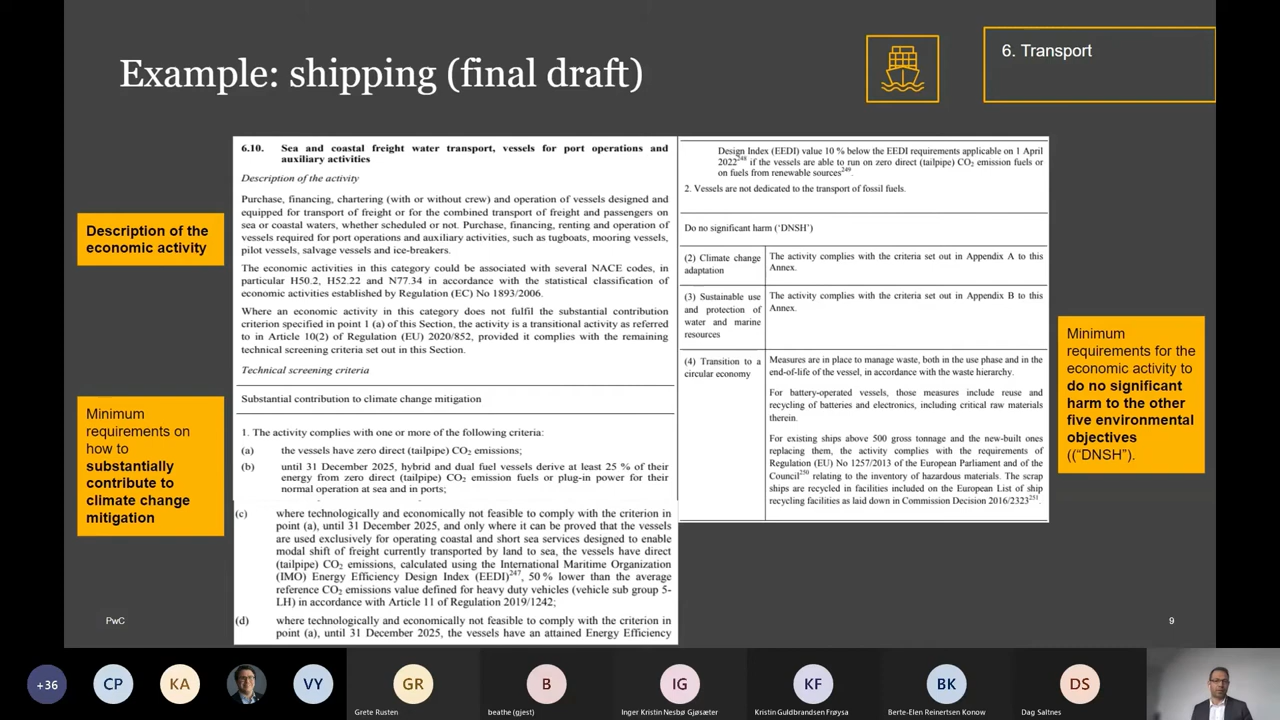 Example: shipping (final draft)
6. Transport
Description of the
economic activity
Minimum
requirements on
how to
substantially
contribute to
climate change
mitigation
6.10. Sea and coastal freight water transport, vessels for port operations and
auxiliary activities
Description of the activity
Purchase, financing, chartering (with or without crew) and operation of vessels designed and
equipped for transport of freight or for the combined transport of freight and passengers on
sea or coastal waters, whether scheduled or not. Purchase, financing, renting and operation of
vessels required for port operations and auxiliary activities, such as tugboats, mooring vessels,
pilot vessels, salvage vessels and ice-breakers.
The economic activities in this category could be associated with several NACE codes, in
particular H50.2, H52.22 and N77.34 in accordance with the statistical classification of
economic activities established by Regulation (EC) No 1893/2006.
Where an economic activity in this category does not fulfil the substantial contribution
criterion specified in point 1 (a) of this Section, the activity is a transitional activity as referred
to in Article 10(2) of Regulation (EU) 2020/852, provided it complies with the remaining
technical screening criteria set out in this Section.
Technical screening criteria
Substantial contribution to climate change mitigation
1. The activity complies with one or more of the following criteria:
(a) the vessels have zero direct (tailpipe) CO2 emissions;
(b) until 31 December 2025, hybrid and dual fuel vessels derive at least 25 % of their
energy from zero direct (tailpipe) CO2 emission fuels or plug-in power for their
normal operation at sea and in ports;
(c) where technologically and economically not feasible to comply with the criterion in
point (a), until 31 December 2025, and only where it can be proved that the vessels
are used exclusively for operating coastal and short sea services designed to enable
modal shift of freight currently transported by land to sea, the vessels have direct
(tailpipe) CO2 emissions, calculated using the International Maritime Organization
(IMO) Energy Efficiency Design Index (EEDI)247, 50 % lower than the average
reference CO2 emissions value defined for heavy duty vehicles (vehicle sub group 5-
LH) in accordance with Article 11 of Regulation 2019/1242;
(d) where technologically and economically not feasible to comply with the criterion in
point (a), until 31 December 2025, the vessels have an attained Energy Efficiency
Design Index (EEDI) value 10 % below the EEDI requirements applicable on 1 April
2022248 if the vessels are able to run on zero direct (tailpipe) CO2 emission fuels or
on fuels from renewable sources249.
2. Vessels are not dedicated to the transport of fossil fuels.
Do no significant harm ('DNSH')
(2) Climate change
adaptation
The activity complies with the criteria set out in Appendix A to this
Annex.
(3) Sustainable use
and protection of
water and marine
resources
The activity complies with the criteria set out in Appendix B to this
Annex.
(4) Transition to a
circular economy
Measures are in place to manage waste, both in the use phase and in the
end-of-life of the vessel, in accordance with the waste hierarchy.
For battery-operated vessels, those measures include reuse and
recycling of batteries and electronics, including critical raw materials
therein.
For existing ships above 500 gross tonnage and the new-built ones
replacing them, the activity complies with the requirements of
Regulation (EU) No 1257/2013 of the European Parliament and of the
Council250 relating to the inventory of hazardous materials. The scrap
ships are recycled in facilities included on the European List of ship
recycling facilities as laid down in Commission Decision 2016/2323251.
Minimum
requirements for the
economic activity to
do no significant
harm to the other
five environmental
objectives
(("DNSH").
PwC
9
+36
CP
KA
VY
GR
Grete Rusten
B
beathe (gjest)
IG
Inger Kristin Nesbø Gjøsæter
KF
Kristin Guldbrandsen Frøysa
BK
Berte-Elen Reinertsen Konow
DS
Dag Saltnes